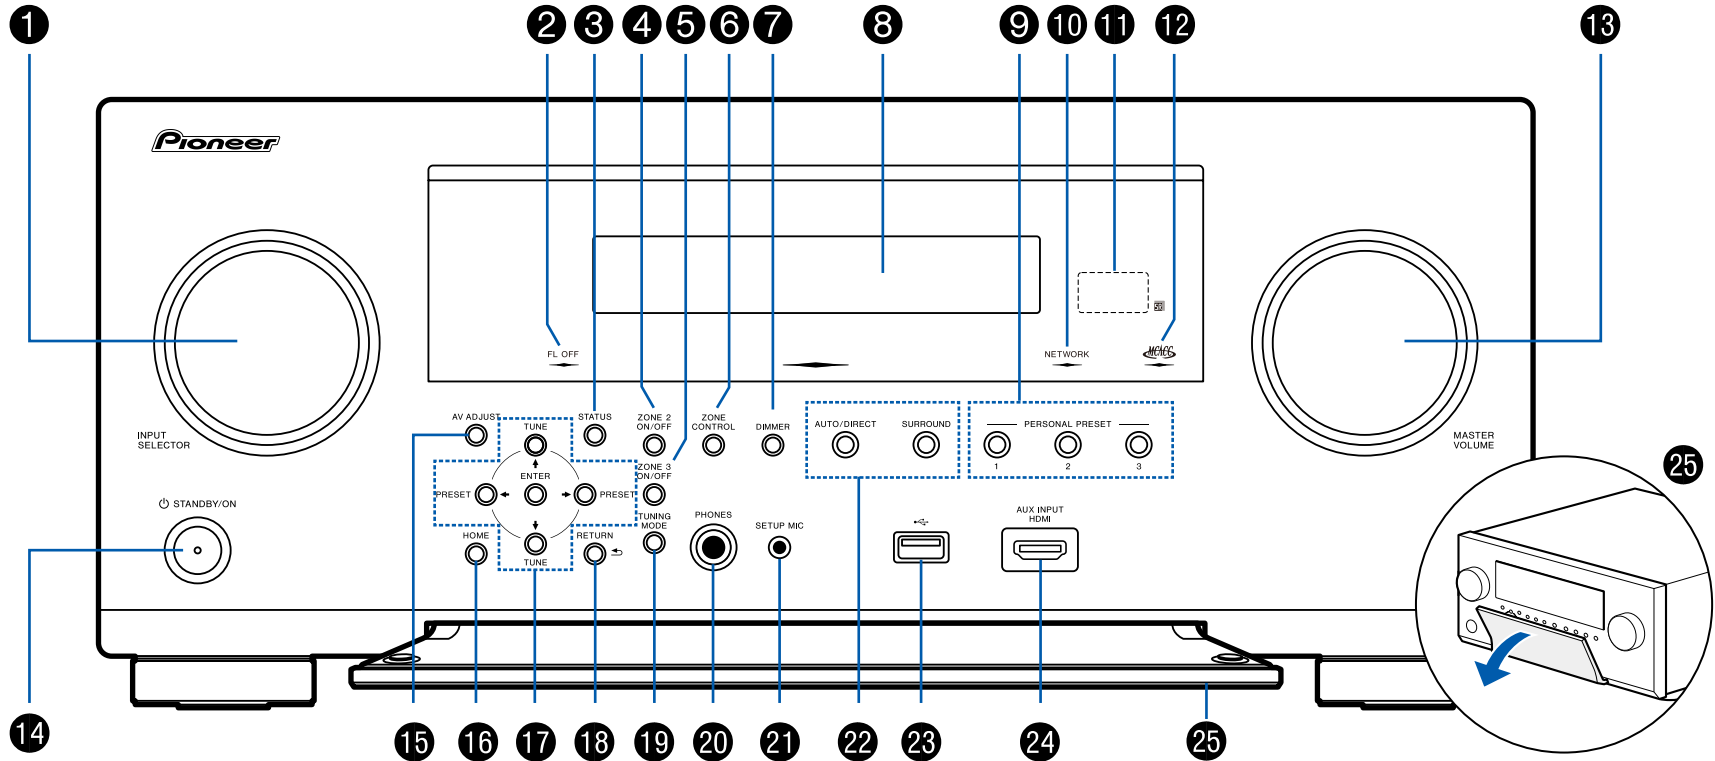 1 2 3 4 5 6 7 8 9 10 11 12 13
Pioneer
FL OFF
NETWORK
MCACC
INPUT
SELECTOR
MASTER
VOLUME
AV ADJUST
TUNE
STATUS
ZONE 2
ON/OFF
ZONE
CONTROL
DIMMER
AUTO/DIRECT
SURROUND
PERSONAL PRESET
1 2 3
25
PRESET
ENTER
PRESET
ZONE 3
ON/OFF
STANDBY/ON
HOME
TUNE
RETURN
TUNING
MODE
PHONES
SETUP MIC
AUX INPUT
HDMI
14 15 16 17 18 19 20 21 22 23 24 25